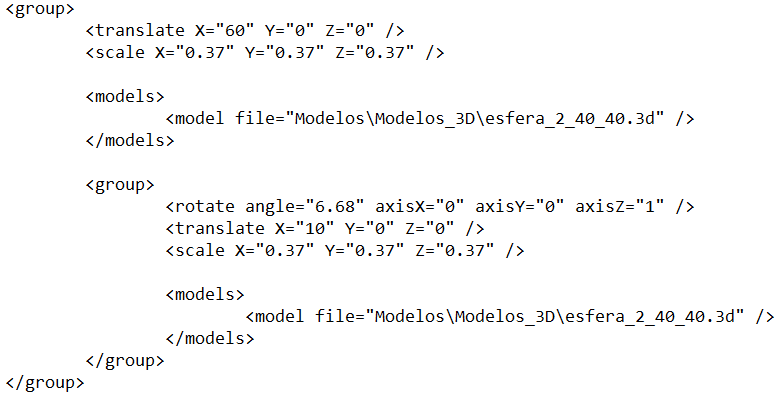 <group>
<translate X="60" Y="0" Z="0" />
<scale X="0.37" Y="0.37" Z="0.37" />
<models>
<model file="Modelos\Modelos_3D\esfera_2_40_40.3d" />
</models>
<group>
<rotate angle="6.68" axisX="0" axisY="0" axisZ="1" />
<translate X="10" Y="0" Z="0" />
<scale X="0.37" Y="0.37" Z="0.37" />
<models>
<model file="Modelos\Modelos_3D\esfera_2_40_40.3d" />
</models>
</group>
</group>